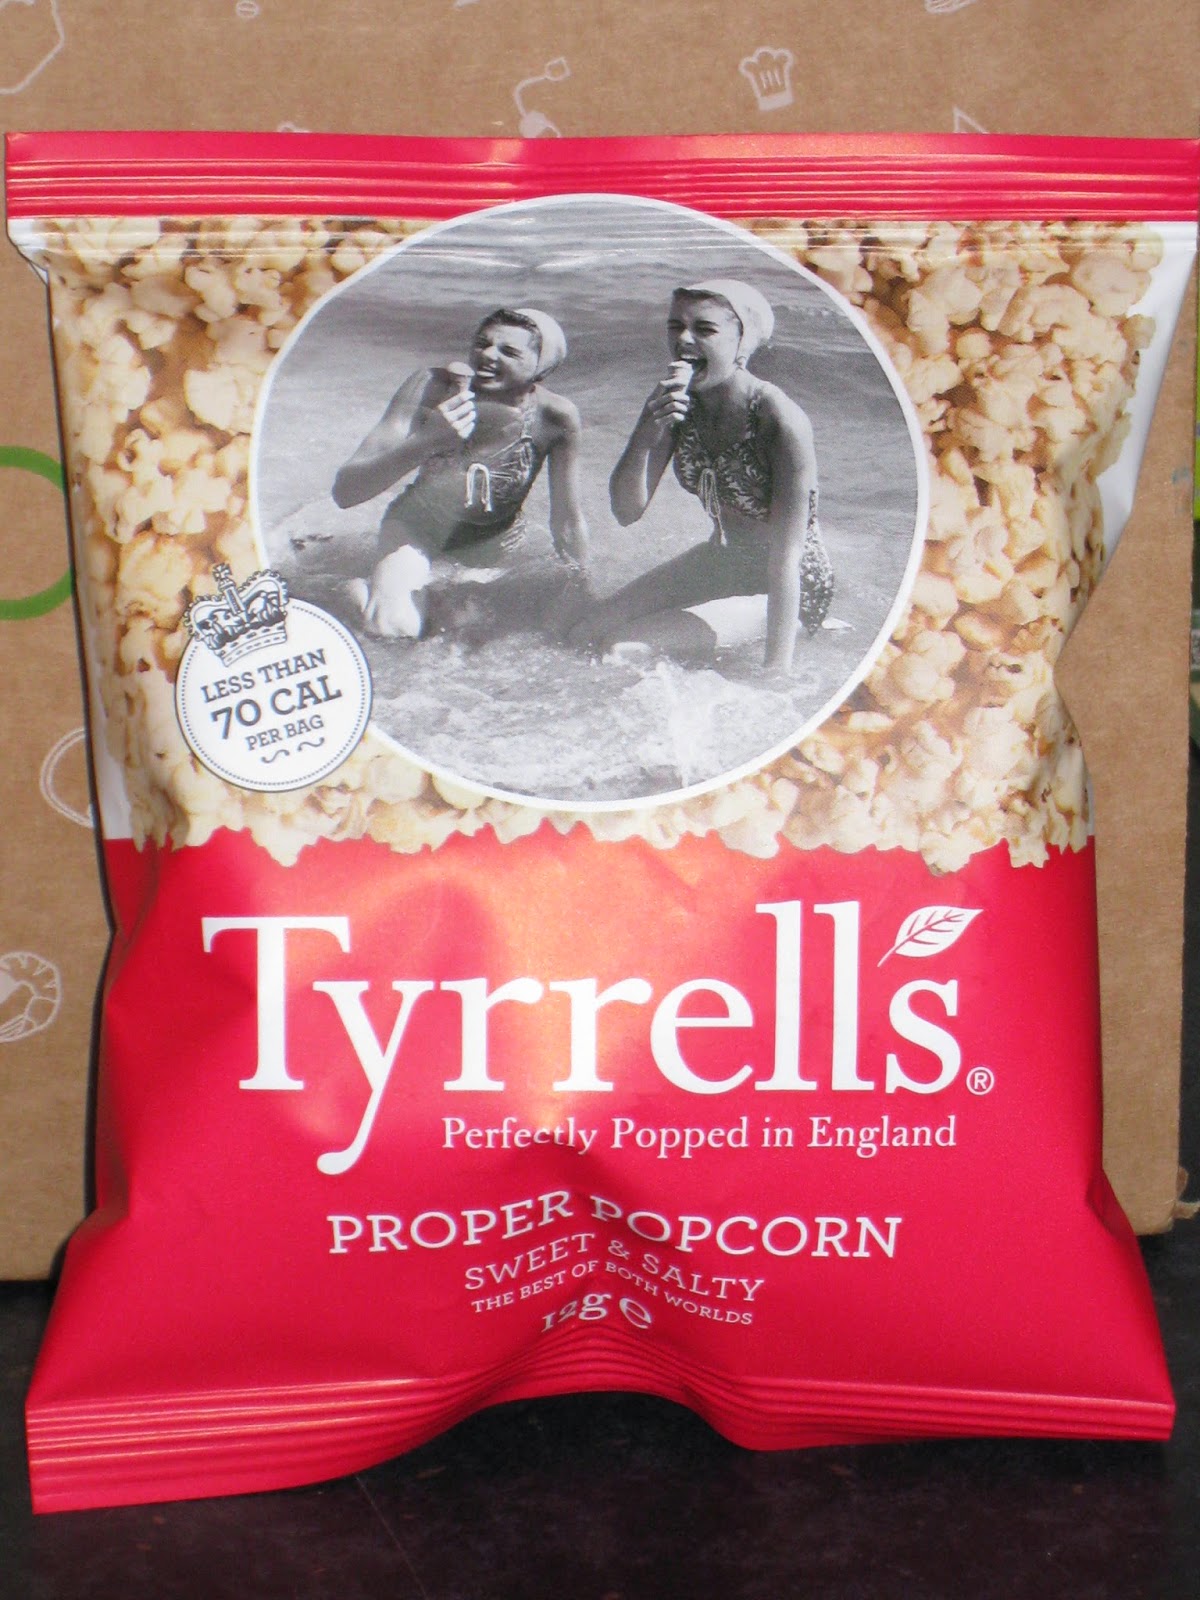 LESS THAN
70 CAL
PER BAG
Tyrrell's®
Perfectly Popped in England
PROPER POPCORN
SWEET & SALTY
THE BEST OF BOTH WORLDS
12g e